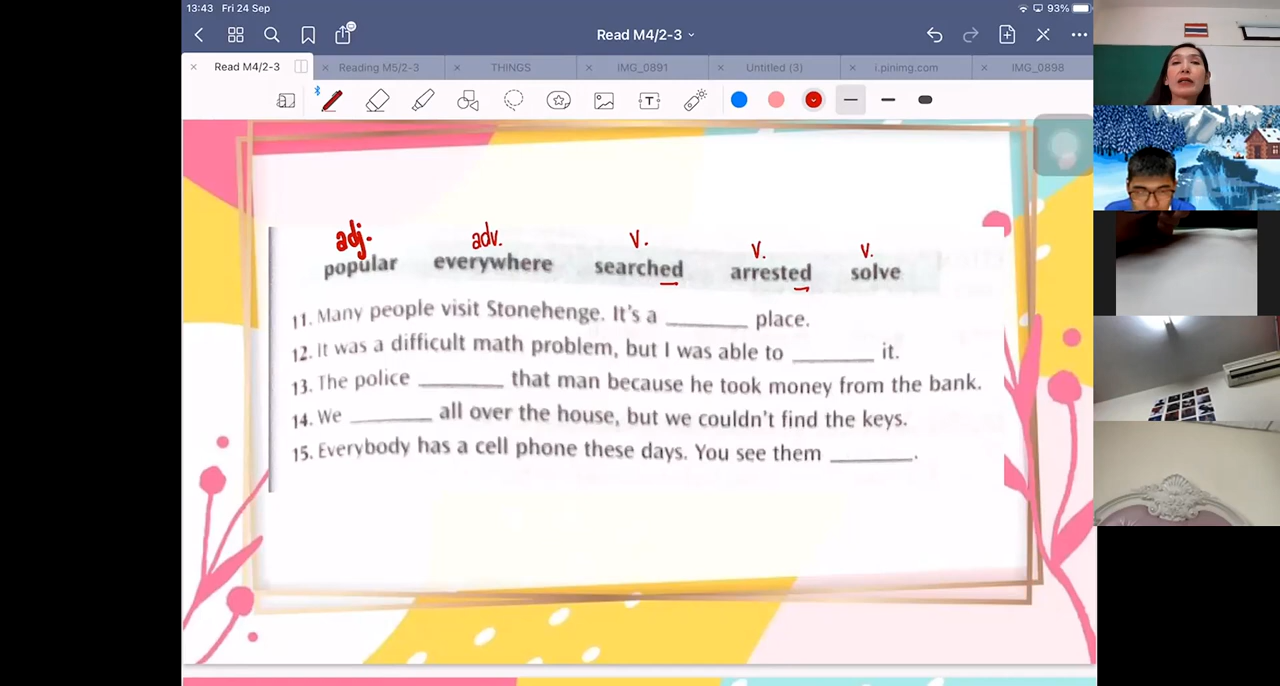 13:43 Fri 24 Sep
93%
Read M4/2-3
Read M4/2-3
Reading M5/2-3
THINGS
IMG_0891
Untitled (3)
i.pinimg.com
IMG_0898
adj. adv. v. v. v.
popular everywhere searched arrested solve
11. Many people visit Stonehenge. It's a ________ place.
12. It was a difficult math problem, but I was able to ________ it.
13. The police ________ that man because he took money from the bank.
14. We ________ all over the house, but we couldn't find the keys.
15. Everybody has a cell phone these days. You see them ________.